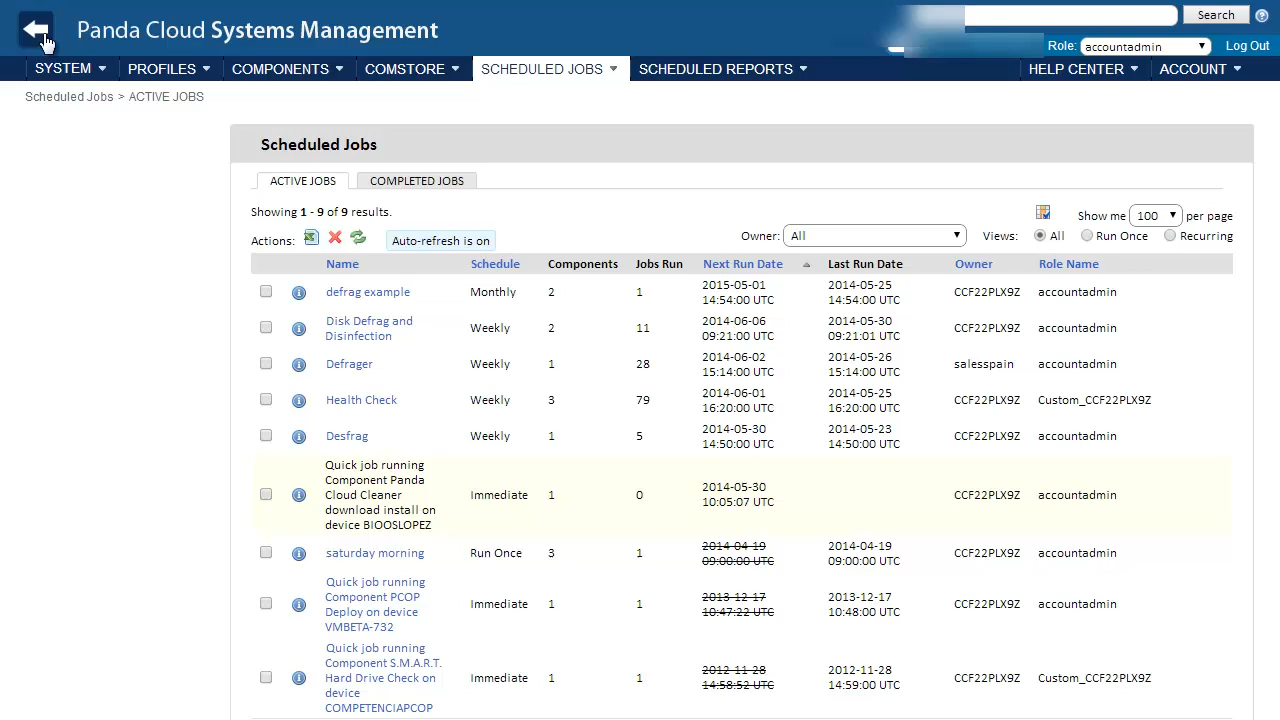 Panda Cloud Systems Management
Search
Role: accountadmin Log Out
SYSTEM PROFILES COMPONENTS COMSTORE SCHEDULED JOBS SCHEDULED REPORTS HELP CENTER ACCOUNT
Scheduled Jobs > ACTIVE JOBS
Scheduled Jobs
ACTIVE JOBS COMPLETED JOBS
Showing 1 - 9 of 9 results.
Show me 100 per page
Actions: Auto-refresh is on Owner: All Views: All Run Once Recurring
Name Schedule Components Jobs Run Next Run Date Last Run Date Owner Role Name
defrag example Monthly 2 1 2015-05-01 14:54:00 UTC 2014-05-25 14:54:00 UTC CCF22PLX9Z accountadmin
Disk Defrag and Disinfection Weekly 2 11 2014-06-06 09:21:00 UTC 2014-05-30 09:21:01 UTC CCF22PLX9Z accountadmin
Defrager Weekly 1 28 2014-06-02 15:14:00 UTC 2014-05-26 15:14:00 UTC salesspain accountadmin
Health Check Weekly 3 79 2014-06-01 16:20:00 UTC 2014-05-25 16:20:00 UTC CCF22PLX9Z Custom_CCF22PLX9Z
Desfrag Weekly 1 5 2014-05-30 14:50:00 UTC 2014-05-23 14:50:00 UTC CCF22PLX9Z accountadmin
Quick job running
Component Panda
Cloud Cleaner
download install on
device BIOOSLOPEZ
Immediate 1 0 2014-05-30 10:05:07 UTC CCF22PLX9Z accountadmin
saturday morning Run Once 3 1 2014-04-19 09:00:00 UTC 2014-04-19 09:00:00 UTC CCF22PLX9Z accountadmin
Quick job running
Component PCOP
Deploy on device
VMBETA-732
Immediate 1 1 2013-12-17 10:47:22 UTC 2013-12-17 10:48:00 UTC CCF22PLX9Z accountadmin
Quick job running
Component S.M.A.R.T.
Hard Drive Check on
device
COMPETENCIAPCOP
Immediate 1 1 2012-11-28 14:58:52 UTC 2012-11-28 14:59:00 UTC CCF22PLX9Z Custom_CCF22PLX9Z